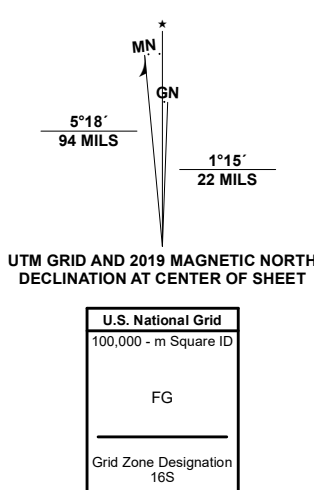 ★
MN
GN
5°18´
94 MILS
1°15´
22 MILS
UTM GRID AND 2019 MAGNETIC NORTH
DECLINATION AT CENTER OF SHEET
U.S. National Grid
100,000 - m Square ID
FG
Grid Zone Designation
16S